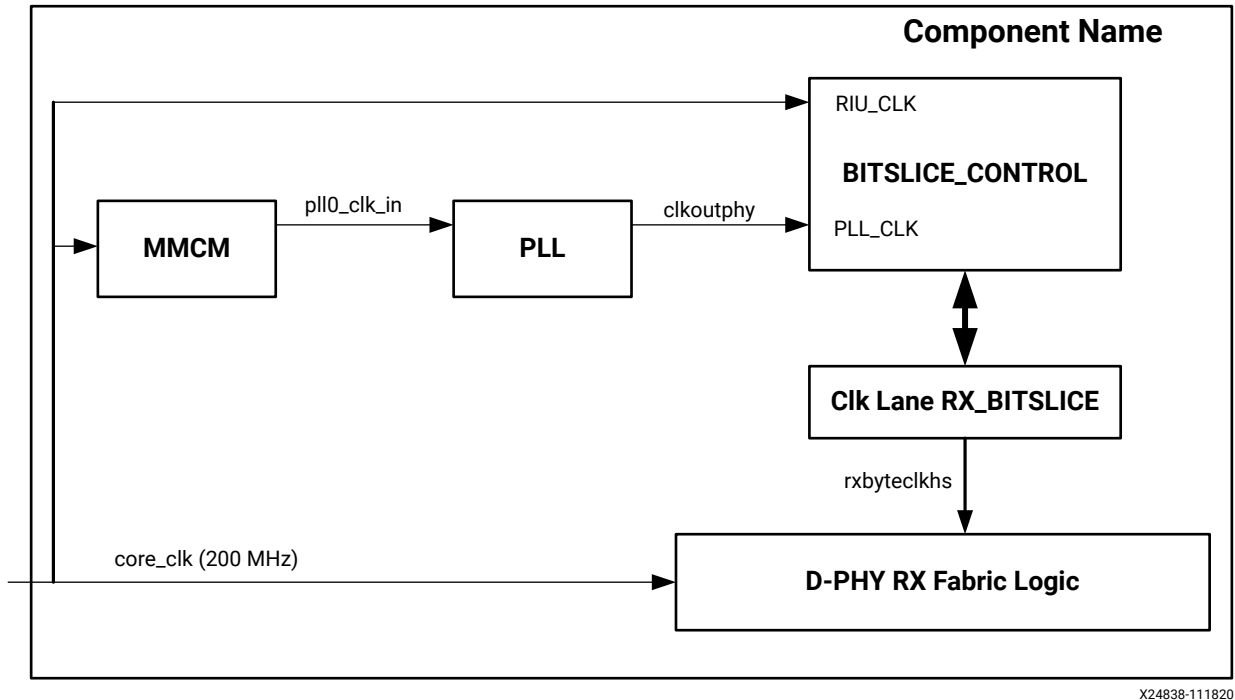 Component Name
RIU_CLK
BITSLICE_CONTROL
pll0_clk_in
clkoutphy
PLL_CLK
MMCM
PLL
Clk Lane RX_BITSLICE
rxbyteclkhs
core_clk (200 MHz)
D-PHY RX Fabric Logic
X24838-111820